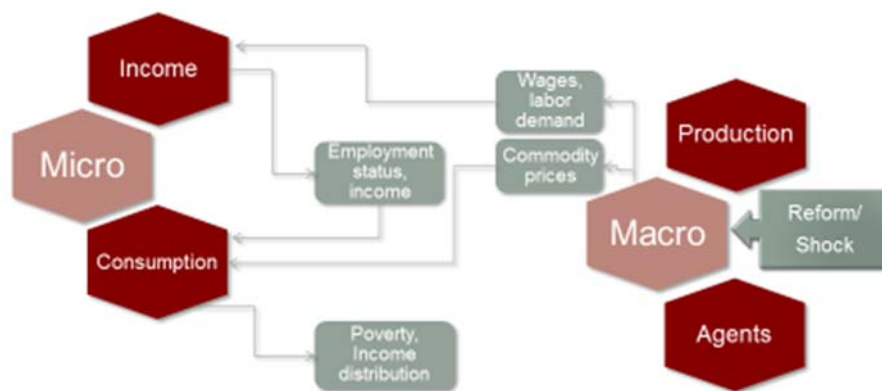 Income
Micro
Consumption
Employment
status,
income
Poverty,
Income
distribution
Wages,
labor
demand
Commodity
prices
Production
Macro
Agents
Reform/
Shock